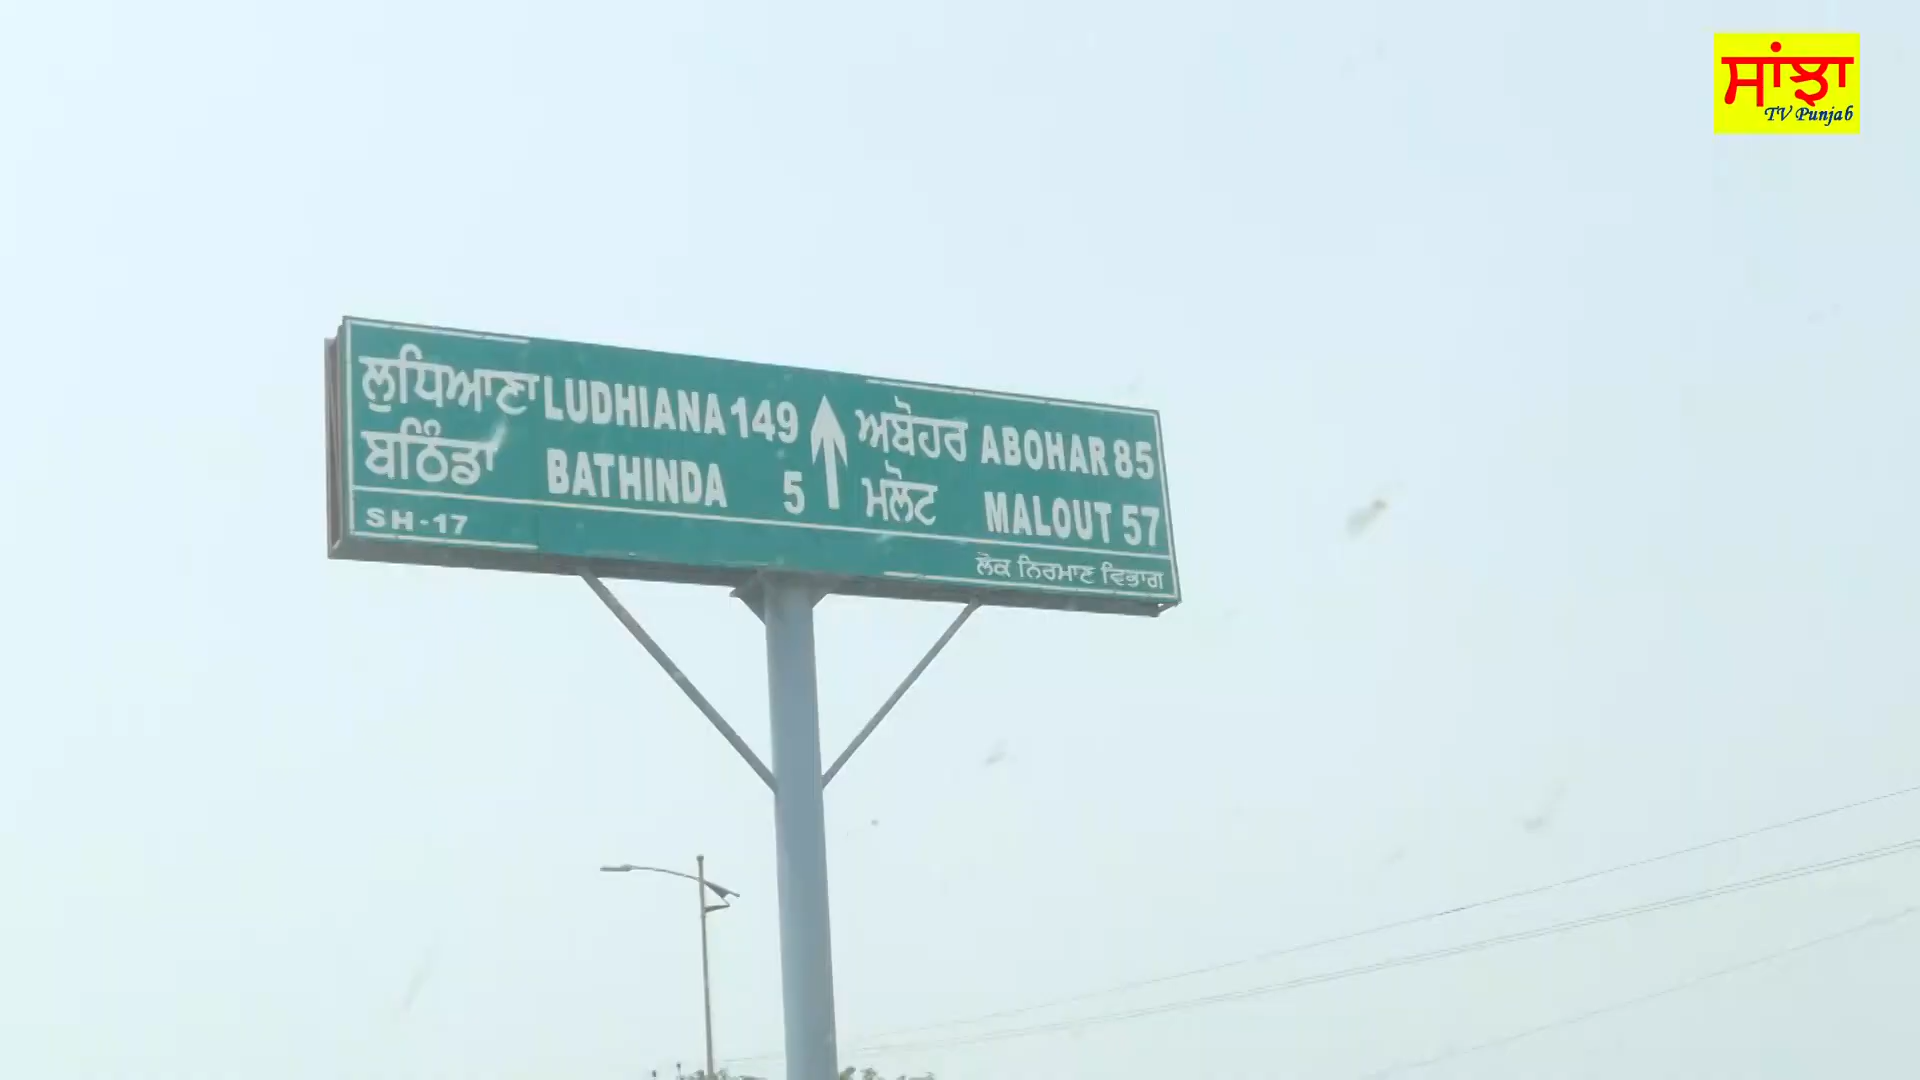 ਸਾਂਝਾ
TV Punjab
ਲੁਧਿਆਣਾ LUDHIANA 149
ਬਠਿੰਡਾ BATHINDA 5
ਅਬੋਹਰ ABOHAR 85
ਮਲੋਟ MALOUT 57
SH-17
ਲੋਕ ਨਿਰਮਾਣ ਵਿਭਾਗ